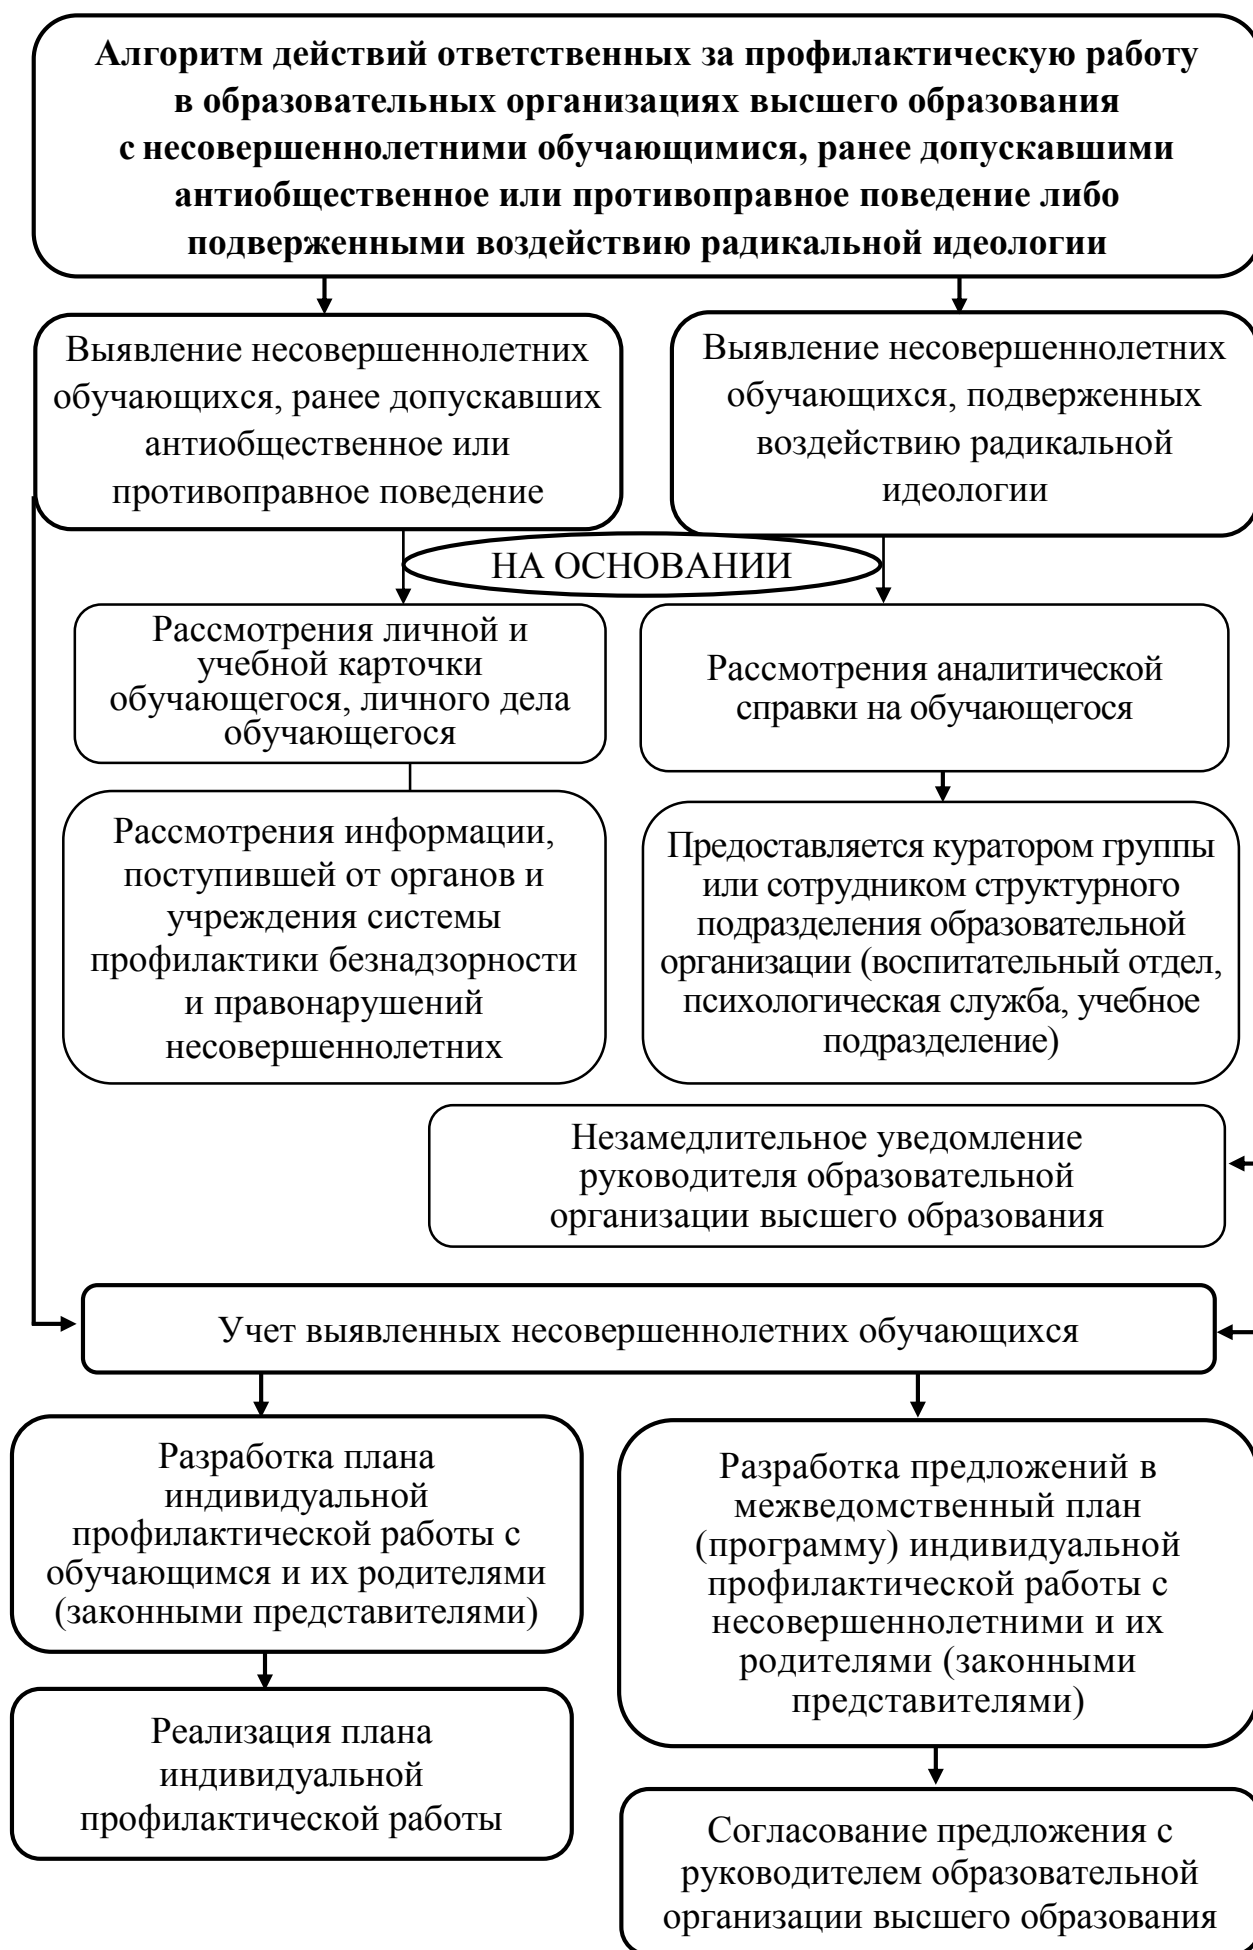 Алгоритм действий ответственных за профилактическую работу
в образовательных организациях высшего образования
с несовершеннолетними обучающимися, ранее допускавшими
антиобщественное или противоправное поведение либо
подверженными воздействию радикальной идеологии
Выявление несовершеннолетних
обучающихся, ранее допускавших
антиобщественное или
противоправное поведение
Выявление несовершеннолетних
обучающихся, подверженных
воздействию радикальной
идеологии
НА ОСНОВАНИИ
Рассмотрения личной и
учебной карточки
обучающегося, личного дела
обучающегося
Рассмотрения аналитической
справки на обучающегося
Рассмотрения информации,
поступившей от органов и
учреждения системы
профилактики безнадзорности
и правонарушений
несовершеннолетних
Предоставляется куратором группы
или сотрудником структурного
подразделения образовательной
организации (воспитательный отдел,
психологическая служба, учебное
подразделение)
Незамедлительное уведомление
руководителя образовательной
организации высшего образования
Учет выявленных несовершеннолетних обучающихся
Разработка плана
индивидуальной
профилактической работы с
обучающимся и их родителями
(законными представителями)
Разработка предложений в
межведомственный план
(программу) индивидуальной
профилактической работы с
несовершеннолетними и их
родителями (законными
представителями)
Реализация плана
индивидуальной
профилактической работы
Согласование предложения с
руководителем образовательной
организации высшего образования